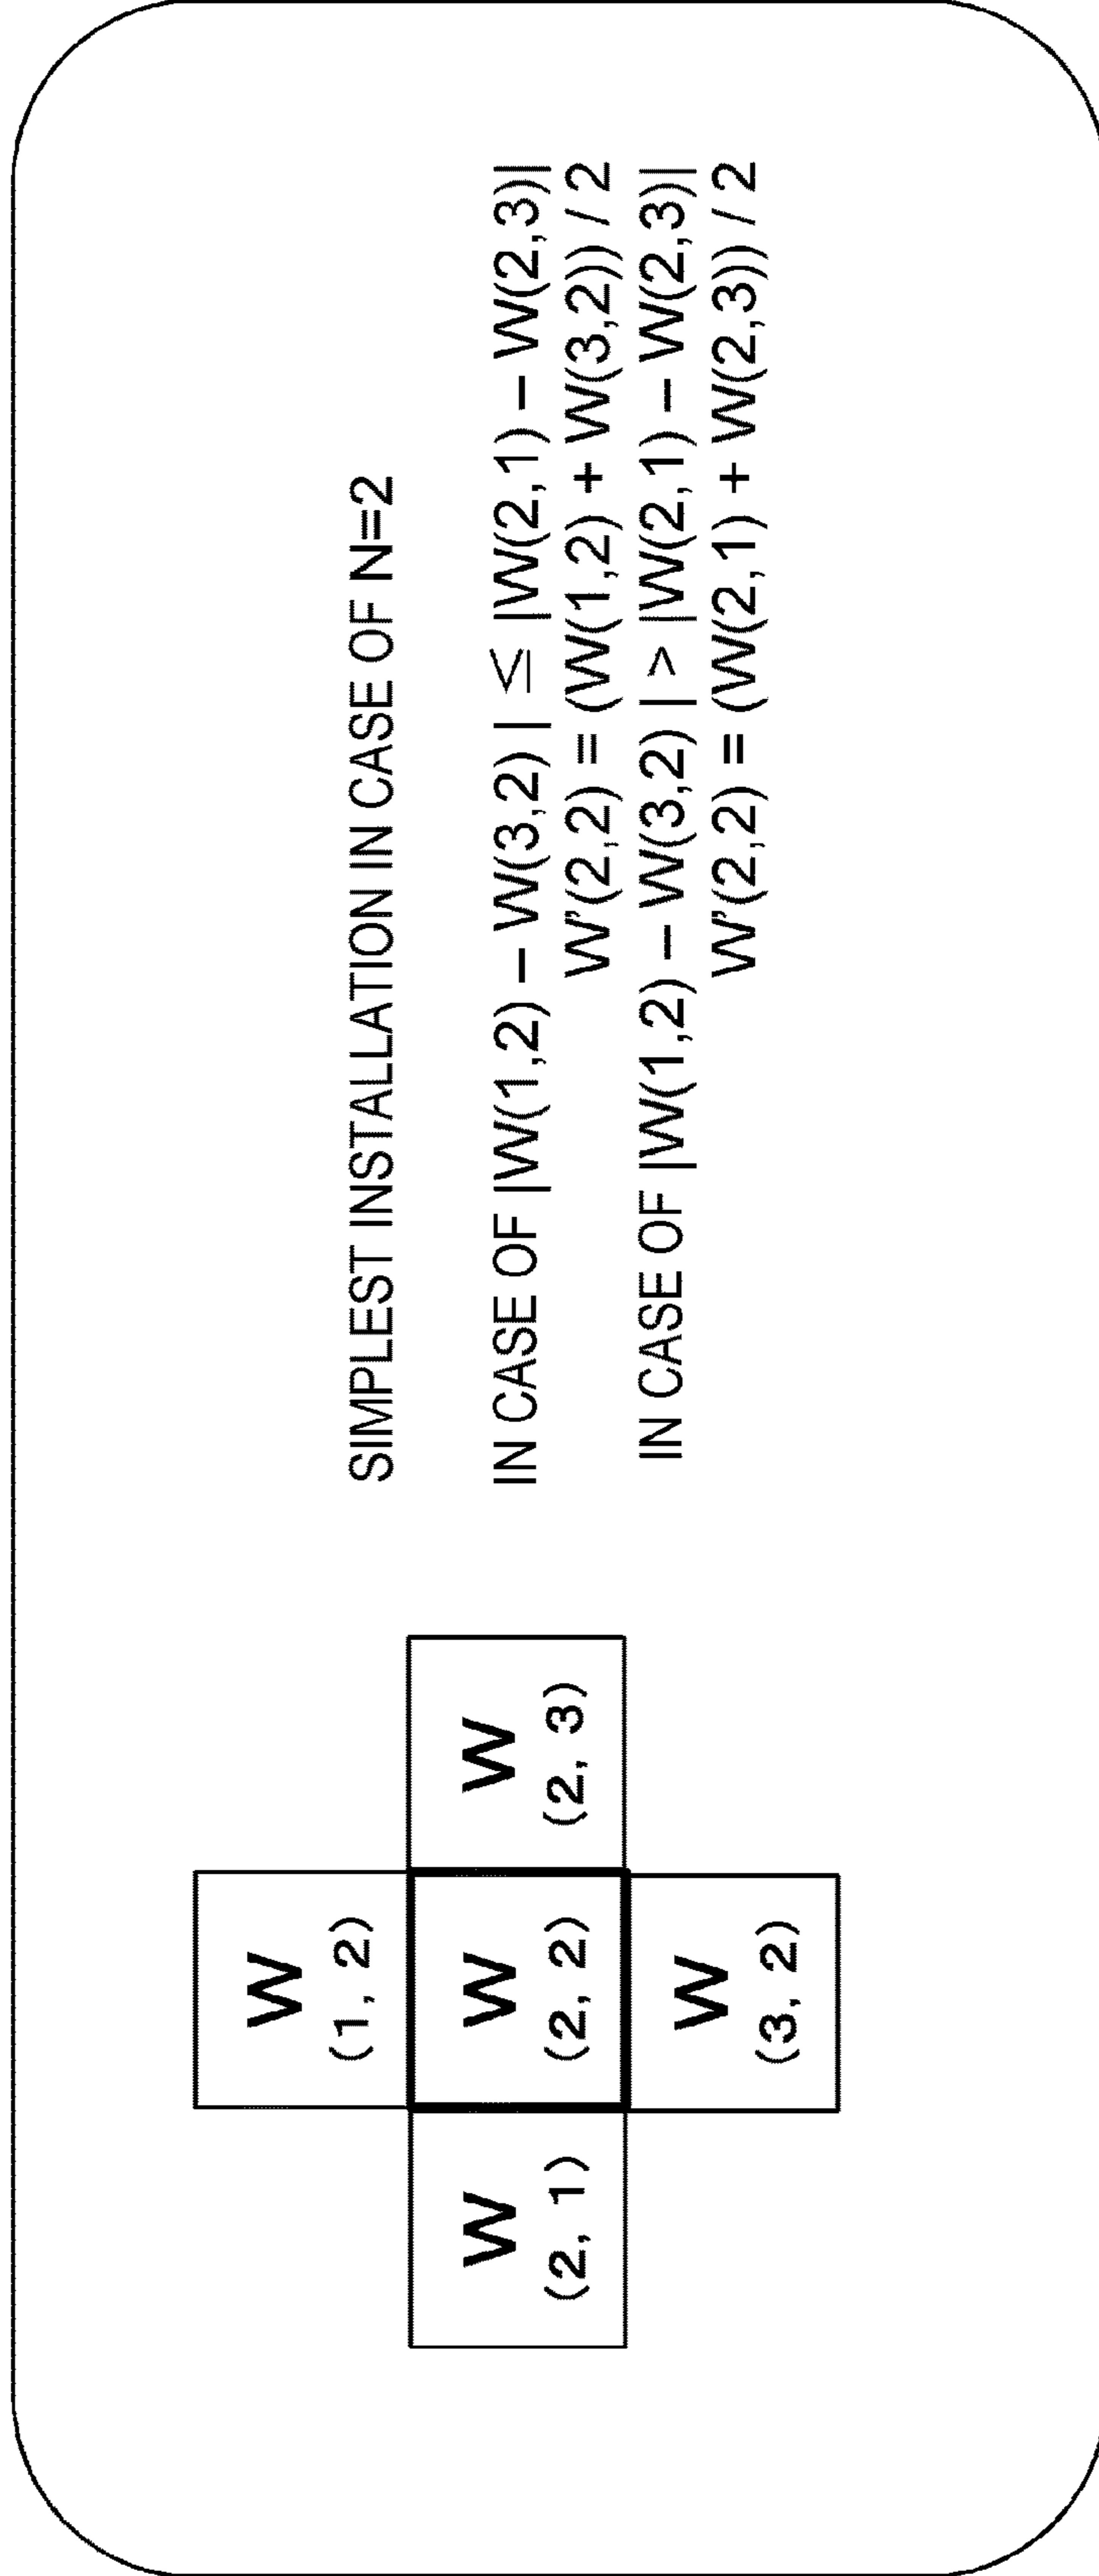 W
(1, 2)
W
(2, 1)
W
(2, 2)
W
(2, 3)
W
(3, 2)
SIMPLEST INSTALLATION IN CASE OF N=2
IN CASE OF |W(1,2) – W(3,2) | ≦ |W(2,1) – W(2,3)|
W'(2,2) = (W(1,2) + W(3,2)) / 2
IN CASE OF |W(1,2) – W(3,2) | > |W(2,1) – W(2,3)|
W'(2,2) = (W(2,1) + W(2,3)) / 2